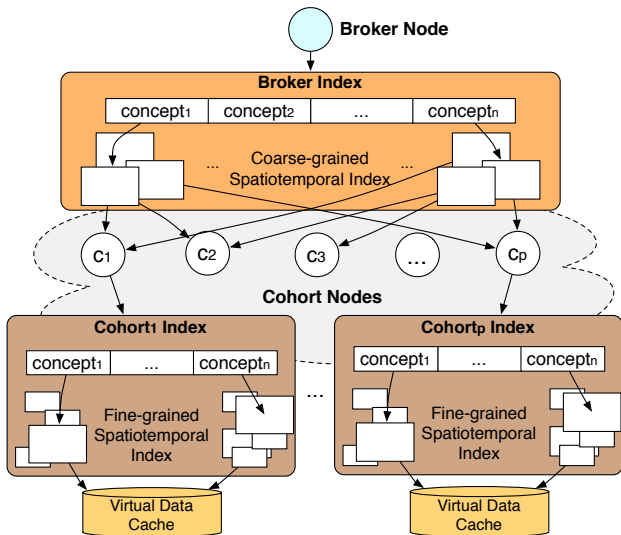 Broker Node
Broker Index
concept₁ concept₂ ... conceptₙ
... Coarse-grained ...
Spatiotemporal Index
c₁ c₂ c₃ ... cₚ
Cohort Nodes
Cohort₁ Index
concept₁ ... conceptₙ
Fine-grained
Spatiotemporal
Index
Virtual Data
Cache
...
Cohortₚ Index
concept₁ ... conceptₙ
Fine-grained
Spatiotemporal
Index
Virtual Data
Cache